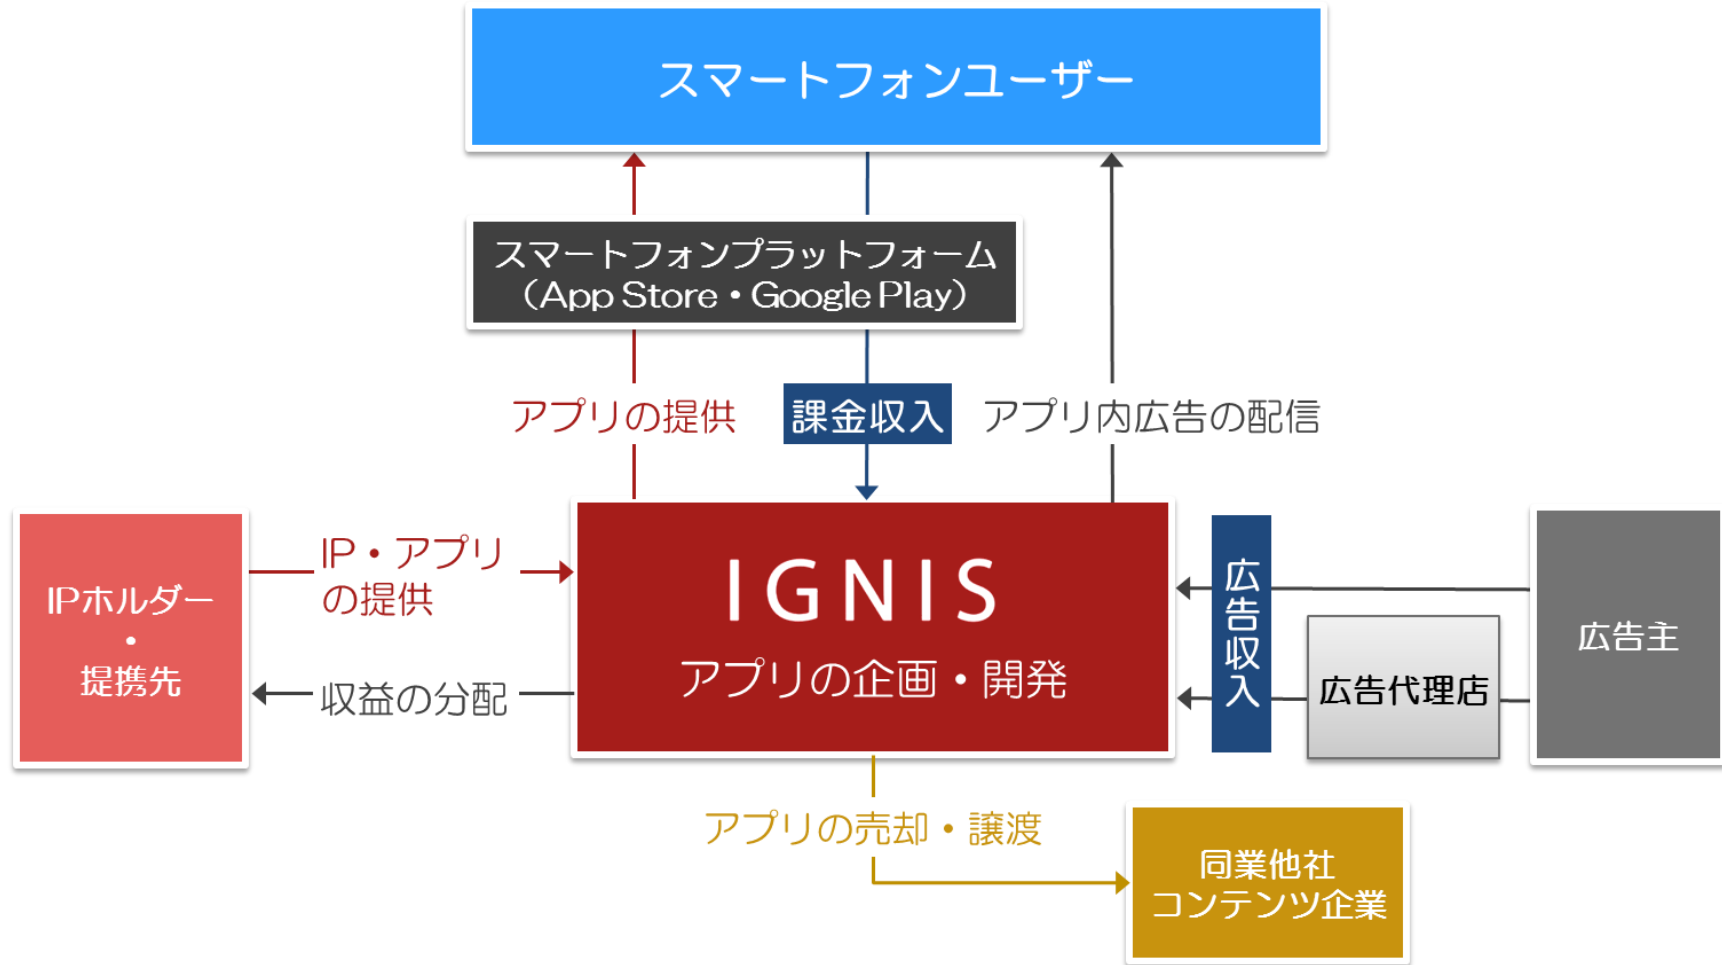 スマートフォンユーザー
スマートフォンプラットフォーム
（App Store・Google Play）
アプリの提供
課金収入
アプリ内広告の配信
IPホルダー
・
提携先
IP・アプリ
の提供
収益の分配
IGNIS
アプリの企画・開発
広告収入
広告代理店
広告主
アプリの売却・譲渡
同業他社
コンテンツ企業